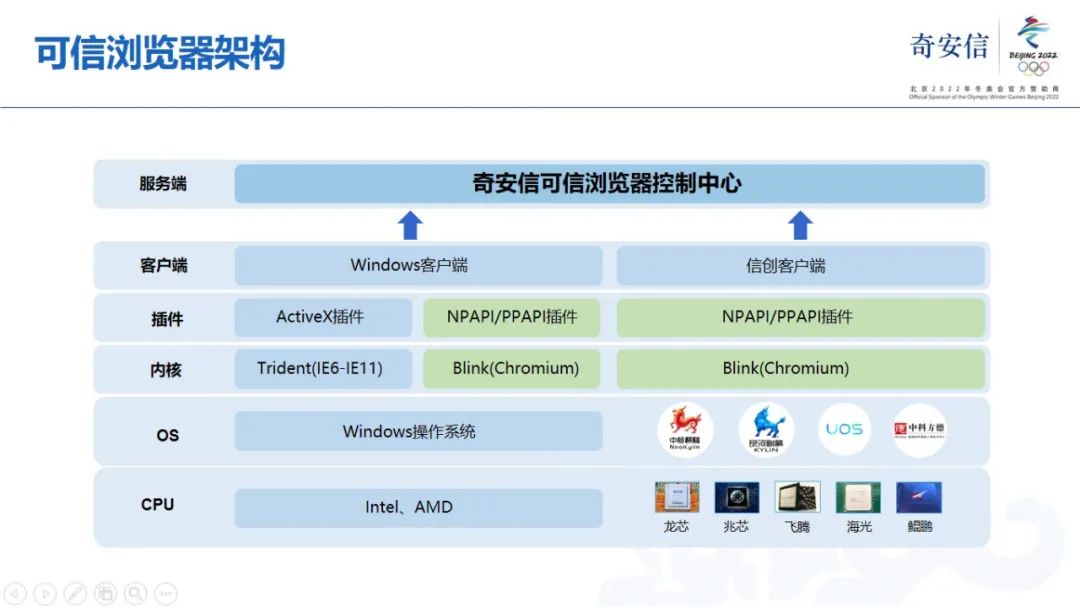 可信浏览器架构
奇安信
BEIJING 2022
北京2022年冬奥会官方赞助商
Official Sponsor of the Olympic Winter Games Beijing 2022
服务端
奇安信可信浏览器控制中心
客户端
Windows客户端
信创客户端
插件
ActiveX插件
NPAPI/PPAPI插件
NPAPI/PPAPI插件
内核
Trident(IE6-IE11)
Blink(Chromium)
Blink(Chromium)
OS
Windows操作系统
中标麒麟
NeoKylin
银河麒麟
KYLIN
UOS
中科方德
CPU
Intel、AMD
龙芯
兆芯
飞腾
海光
鲲鹏